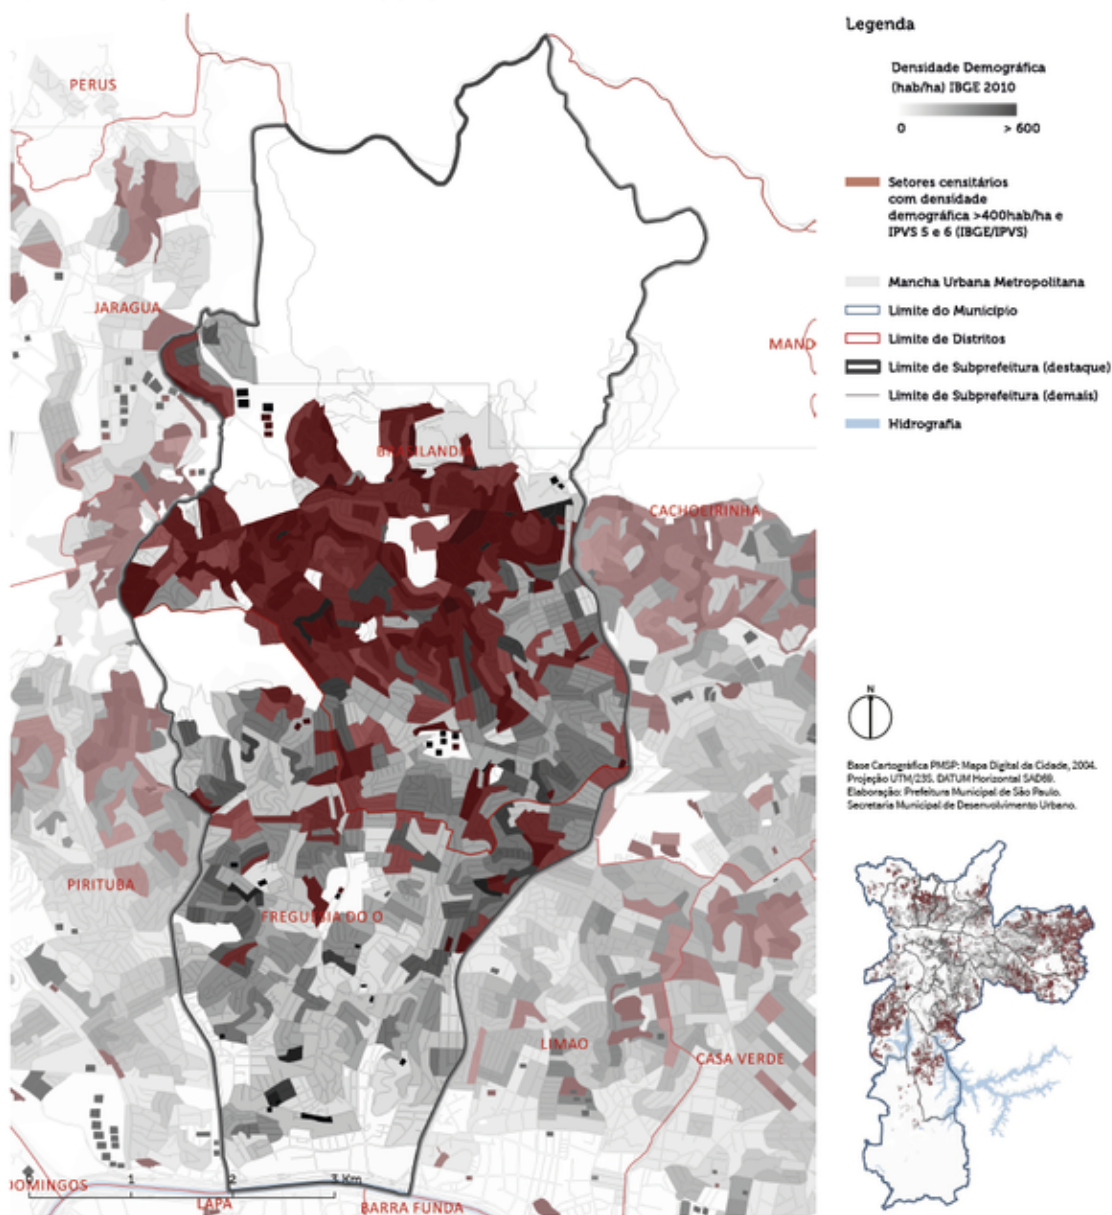 Legenda
Densidade Demográfica
(hab/ha) IBGE 2010
0 > 600
Setores censitários
com densidade
demográfica >400hab/ha e
IPVS 5 e 6 (IBGE/IPVS)
Mancha Urbana Metropolitana
Limite do Município
Limite de Distritos
Limite de Subprefeitura (destaque)
Limite de Subprefeitura (demais)
Hidrografia
PERUS
JARAGUA
MAND
BRASILANDIA
CACHOEIRINHA
PIRITUBA
FREGUESIA DO O
LIMAO
CASA VERDE
DOMINGOS
1 2 3 Km
LAPA
BARRA FUNDA
N
Base Cartográfica PMSP: Mapa Digital da Cidade, 2004.
Projeção UTM/23S. DATUM Horizontal SAD69.
Elaboração: Prefeitura Municipal de São Paulo.
Secretaria Municipal de Desenvolvimento Urbano.